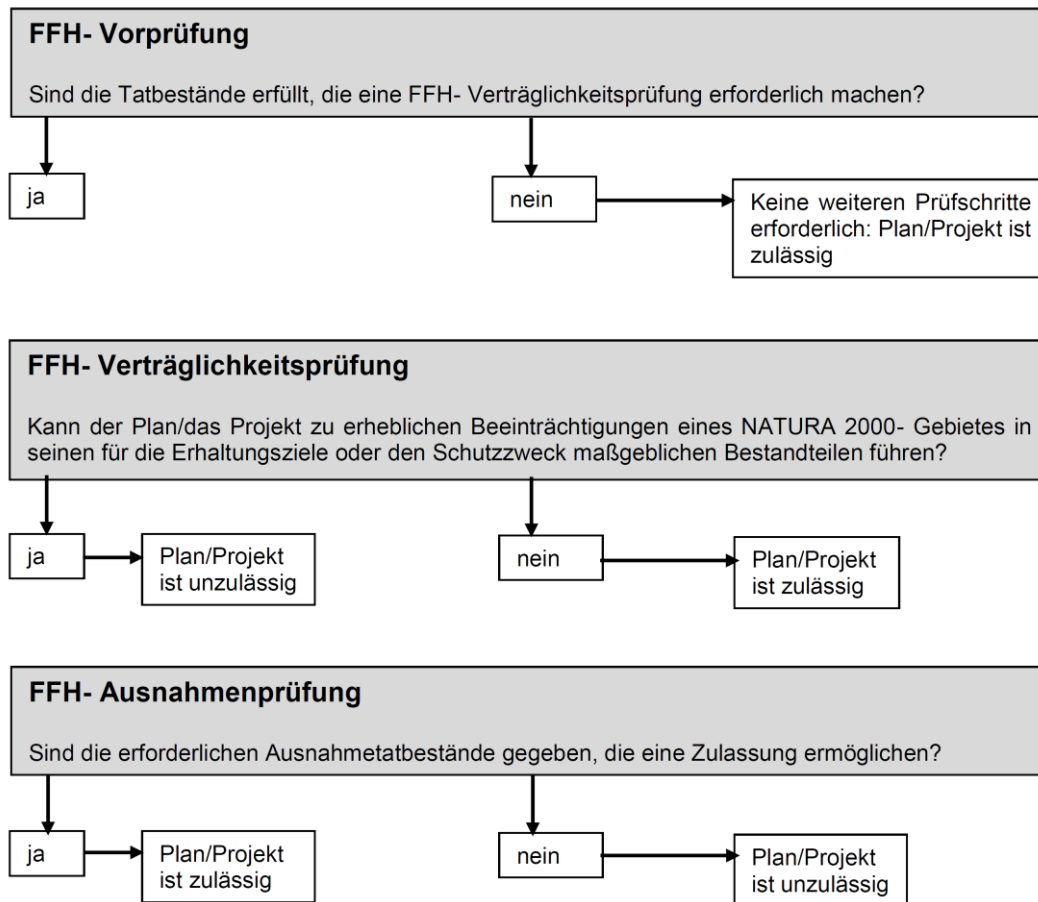 FFH- Vorprüfung
Sind die Tatbestände erfüllt, die eine FFH- Verträglichkeitsprüfung erforderlich machen?
ja
nein
Keine weiteren Prüfschritte
erforderlich: Plan/Projekt ist
zulässig
FFH- Verträglichkeitsprüfung
Kann der Plan/das Projekt zu erheblichen Beeinträchtigungen eines NATURA 2000- Gebietes in
seinen für die Erhaltungsziele oder den Schutzzweck maßgeblichen Bestandteilen führen?
ja
Plan/Projekt
ist unzulässig
nein
Plan/Projekt
ist zulässig
FFH- Ausnahmenprüfung
Sind die erforderlichen Ausnahmetatbestände gegeben, die eine Zulassung ermöglichen?
ja
Plan/Projekt
ist zulässig
nein
Plan/Projekt
ist unzulässig